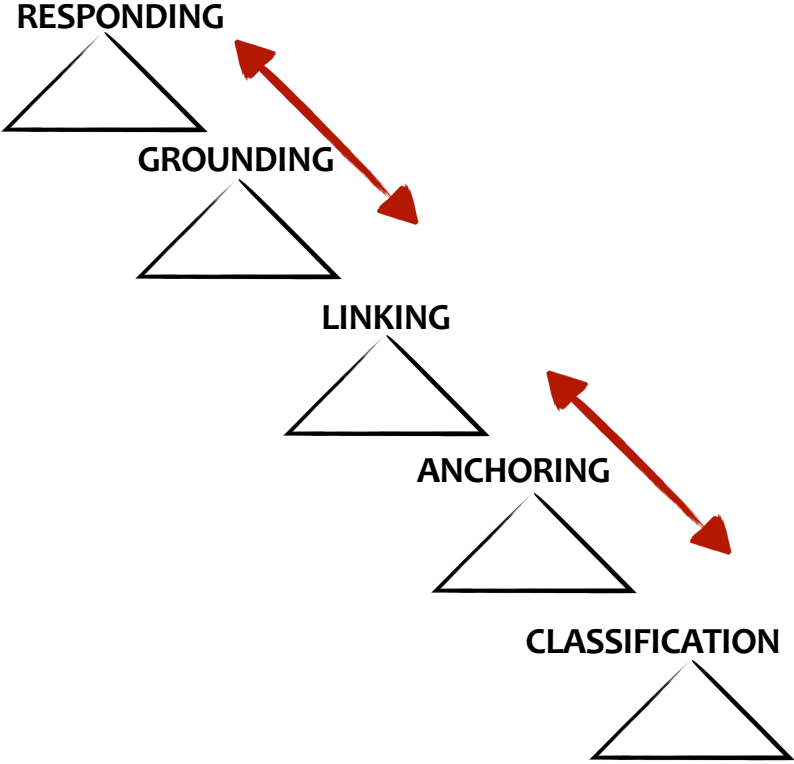 RESPONDING
GROUNDING
LINKING
ANCHORING
CLASSIFICATION